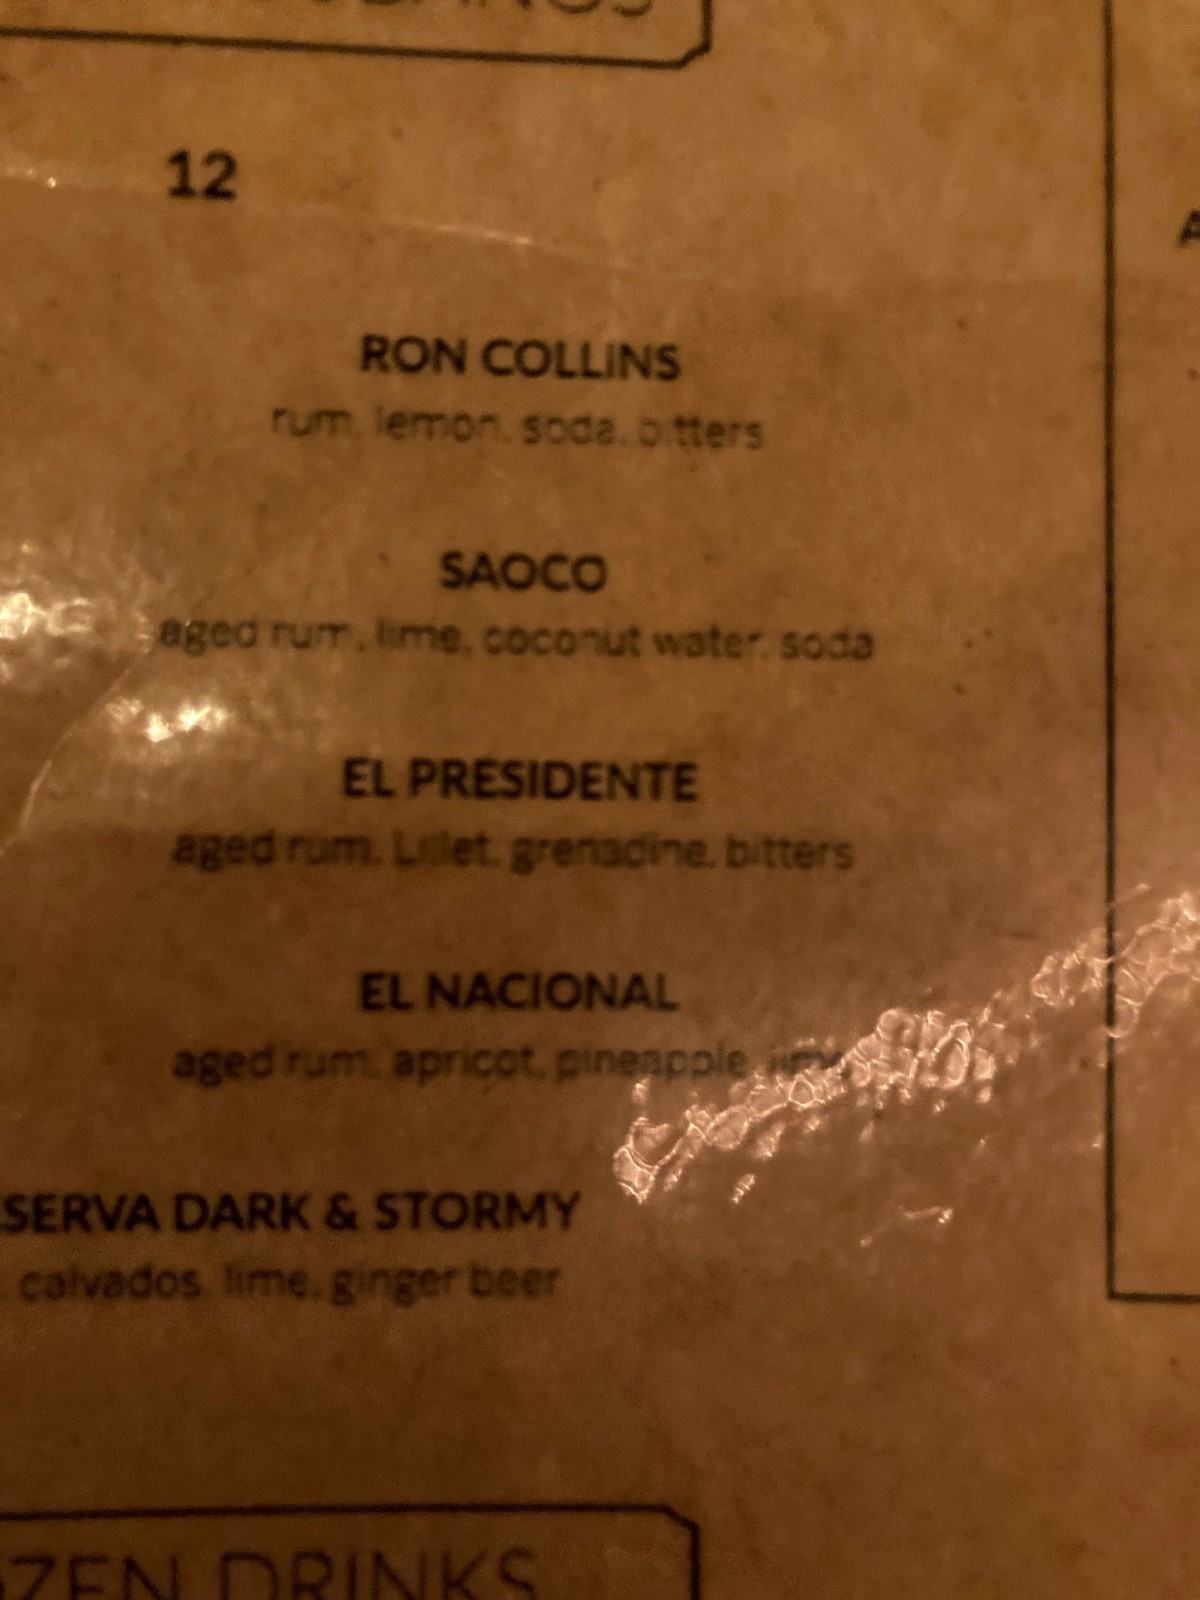 12
RON COLLINS
rum, lemon, soda, bitters
SAOCO
aged rum, lime, coconut water, soda
EL PRESIDENTE
aged rum, Lillet, grenadine, bitters
EL NACIONAL
aged rum, apricot, pineapple, lime
SERVA DARK & STORMY
calvados, lime, ginger beer
ZEN DRINKS